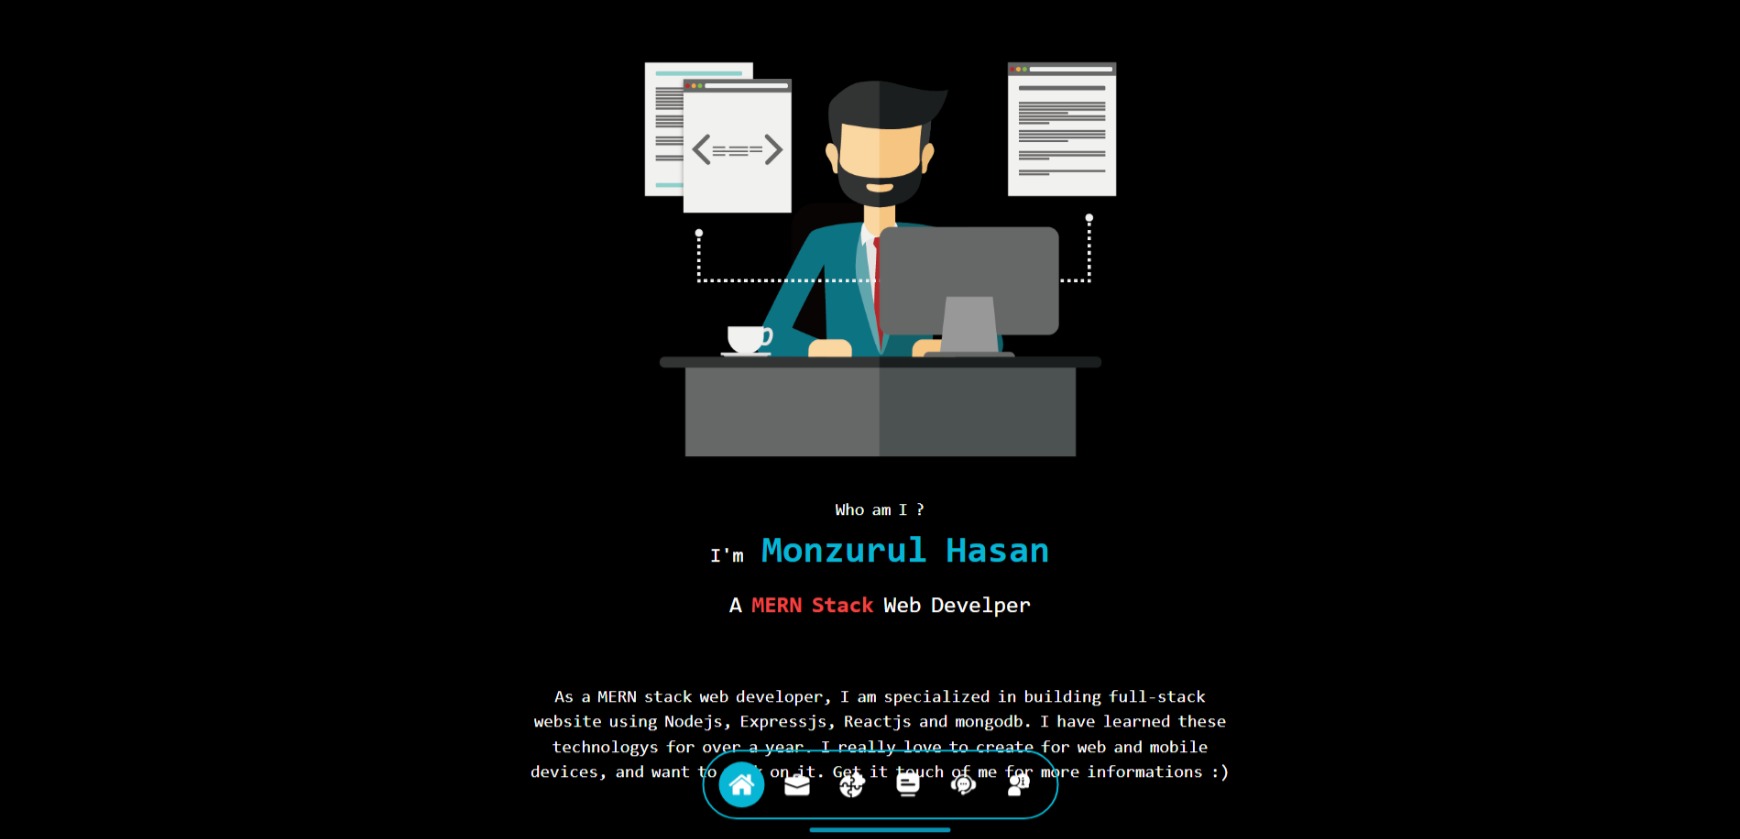 Who am I ?
I'm Monzurul Hasan
A MERN Stack Web Develper
As a MERN stack web developer, I am specialized in building full-stack
website using Nodejs, Expressjs, Reactjs and mongodb. I have learned these
technologys for over a year. I really love to create for web and mobile
devices, and want to on it. Get it touch of me for more informations :)